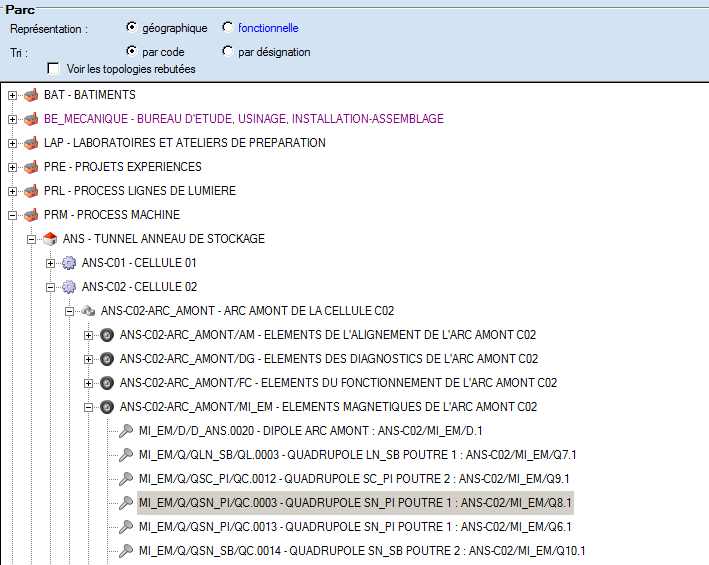 Parc
Représentation : géographique fonctionnelle
Tri : par code par désignation
Voir les topologies rebutées
BAT - BATIMENTS
BE_MECANIQUE - BUREAU D'ETUDE, USINAGE, INSTALLATION-ASSEMBLAGE
LAP - LABORATOIRES ET ATELIERS DE PREPARATION
PRE - PROJETS EXPERIENCES
PRL - PROCESS LIGNES DE LUMIERE
PRM - PROCESS MACHINE
ANS - TUNNEL ANNEAU DE STOCKAGE
ANS-C01 - CELLULE 01
ANS-C02 - CELLULE 02
ANS-C02-ARC_AMONT - ARC AMONT DE LA CELLULE C02
ANS-C02-ARC_AMONT/AM - ELEMENTS DE L'ALIGNEMENT DE L'ARC AMONT C02
ANS-C02-ARC_AMONT/DG - ELEMENTS DES DIAGNOSTICS DE L'ARC AMONT C02
ANS-C02-ARC_AMONT/FC - ELEMENTS DU FONCTIONNEMENT DE L'ARC AMONT C02
ANS-C02-ARC_AMONT/MI_EM - ELEMENTS MAGNETIQUES DE L'ARC AMONT C02
MI_EM/D/D_ANS.0020 - DIPOLE ARC AMONT : ANS-C02/MI_EM/D.1
MI_EM/Q/QLN_SB/QL.0003 - QUADRUPOLE LN_SB POUTRE 1 : ANS-C02/MI_EM/Q7.1
MI_EM/Q/QSC_PI/QC.0012 - QUADRUPOLE SC_PI POUTRE 2 : ANS-C02/MI_EM/Q9.1
MI_EM/Q/QSN_PI/QC.0003 - QUADRUPOLE SN_PI POUTRE 1 : ANS-C02/MI_EM/Q8.1
MI_EM/Q/QSN_PI/QC.0013 - QUADRUPOLE SN_PI POUTRE 1 : ANS-C02/MI_EM/Q6.1
MI_EM/Q/QSN_SB/QC.0014 - QUADRUPOLE SN_SB POUTRE 2 : ANS-C02/MI_EM/Q10.1